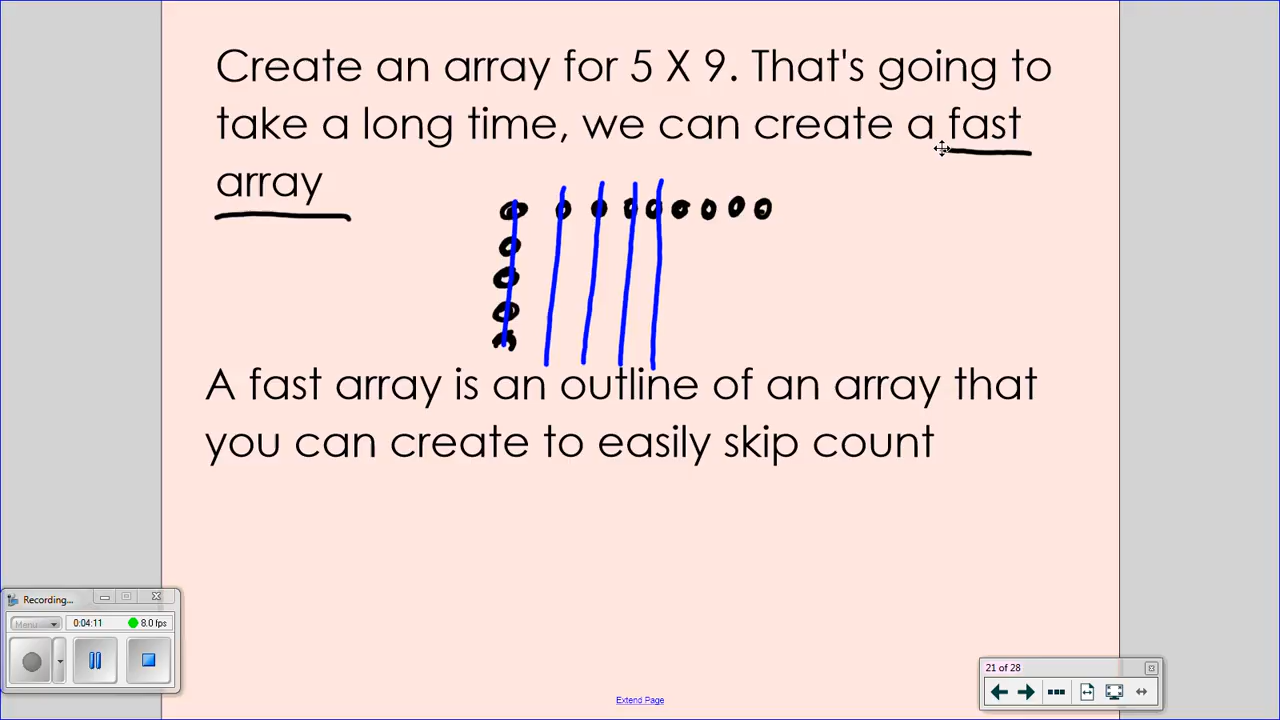 Create an array for 5 X 9. That's going to
take a long time, we can create a fast
array
A fast array is an outline of an array that
you can create to easily skip count
Recording...
Menu
0:04:11
8.0 fps
21 of 28
Extend Page